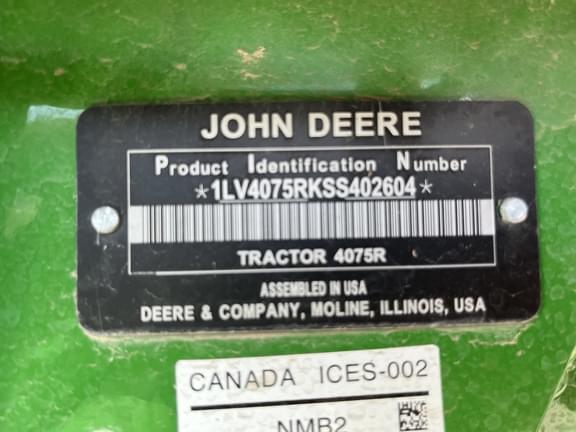 JOHN DEERE
Product Identification Number
*1LV4075RKSS402604*
TRACTOR 4075R
ASSEMBLED IN USA
DEERE & COMPANY, MOLINE, ILLINOIS, USA
CANADA ICES-002
NMB2